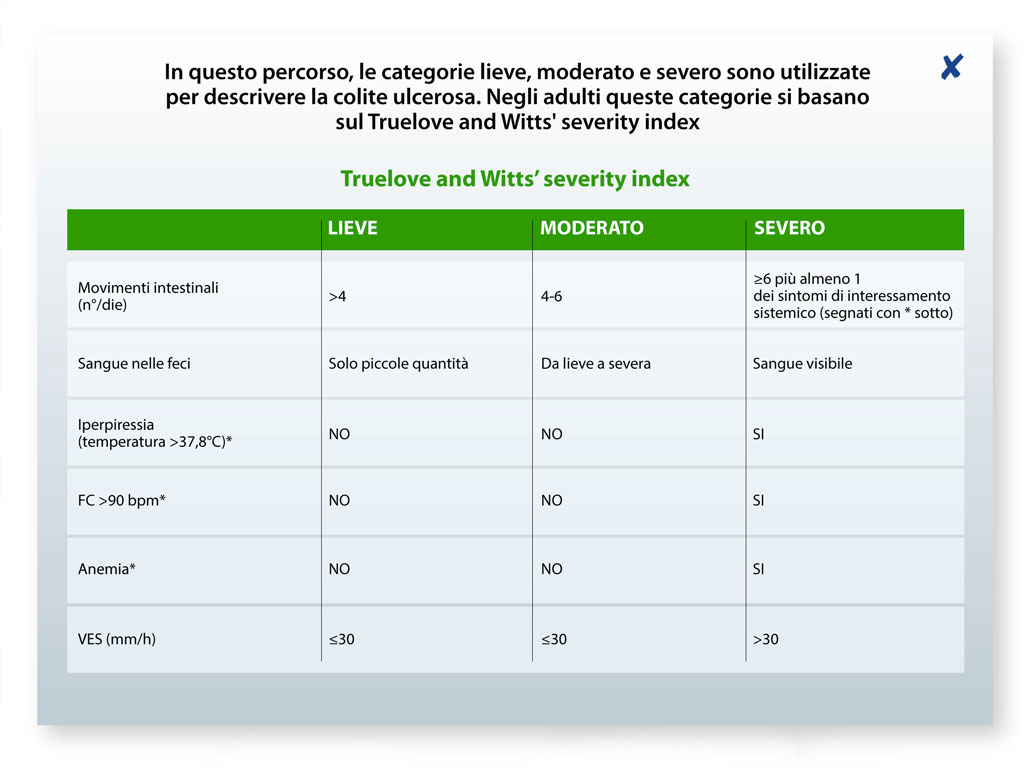 In questo percorso, le categorie lieve, moderato e severo sono utilizzate
per descrivere la colite ulcerosa. Negli adulti queste categorie si basano
sul Truelove and Witts' severity index
✘
Truelove and Witts’ severity index
LIEVE MODERATO SEVERO
Movimenti intestinali
(n°/die)
>4
4-6
≥6 più almeno 1
dei sintomi di interessamento
sistemico (segnati con * sotto)
Sangue nelle feci
Solo piccole quantità
Da lieve a severa
Sangue visibile
Iperpiressia
(temperatura >37,8°C)*
NO
NO
SI
FC >90 bpm*
NO
NO
SI
Anemia*
NO
NO
SI
VES (mm/h)
≤30
≤30
>30